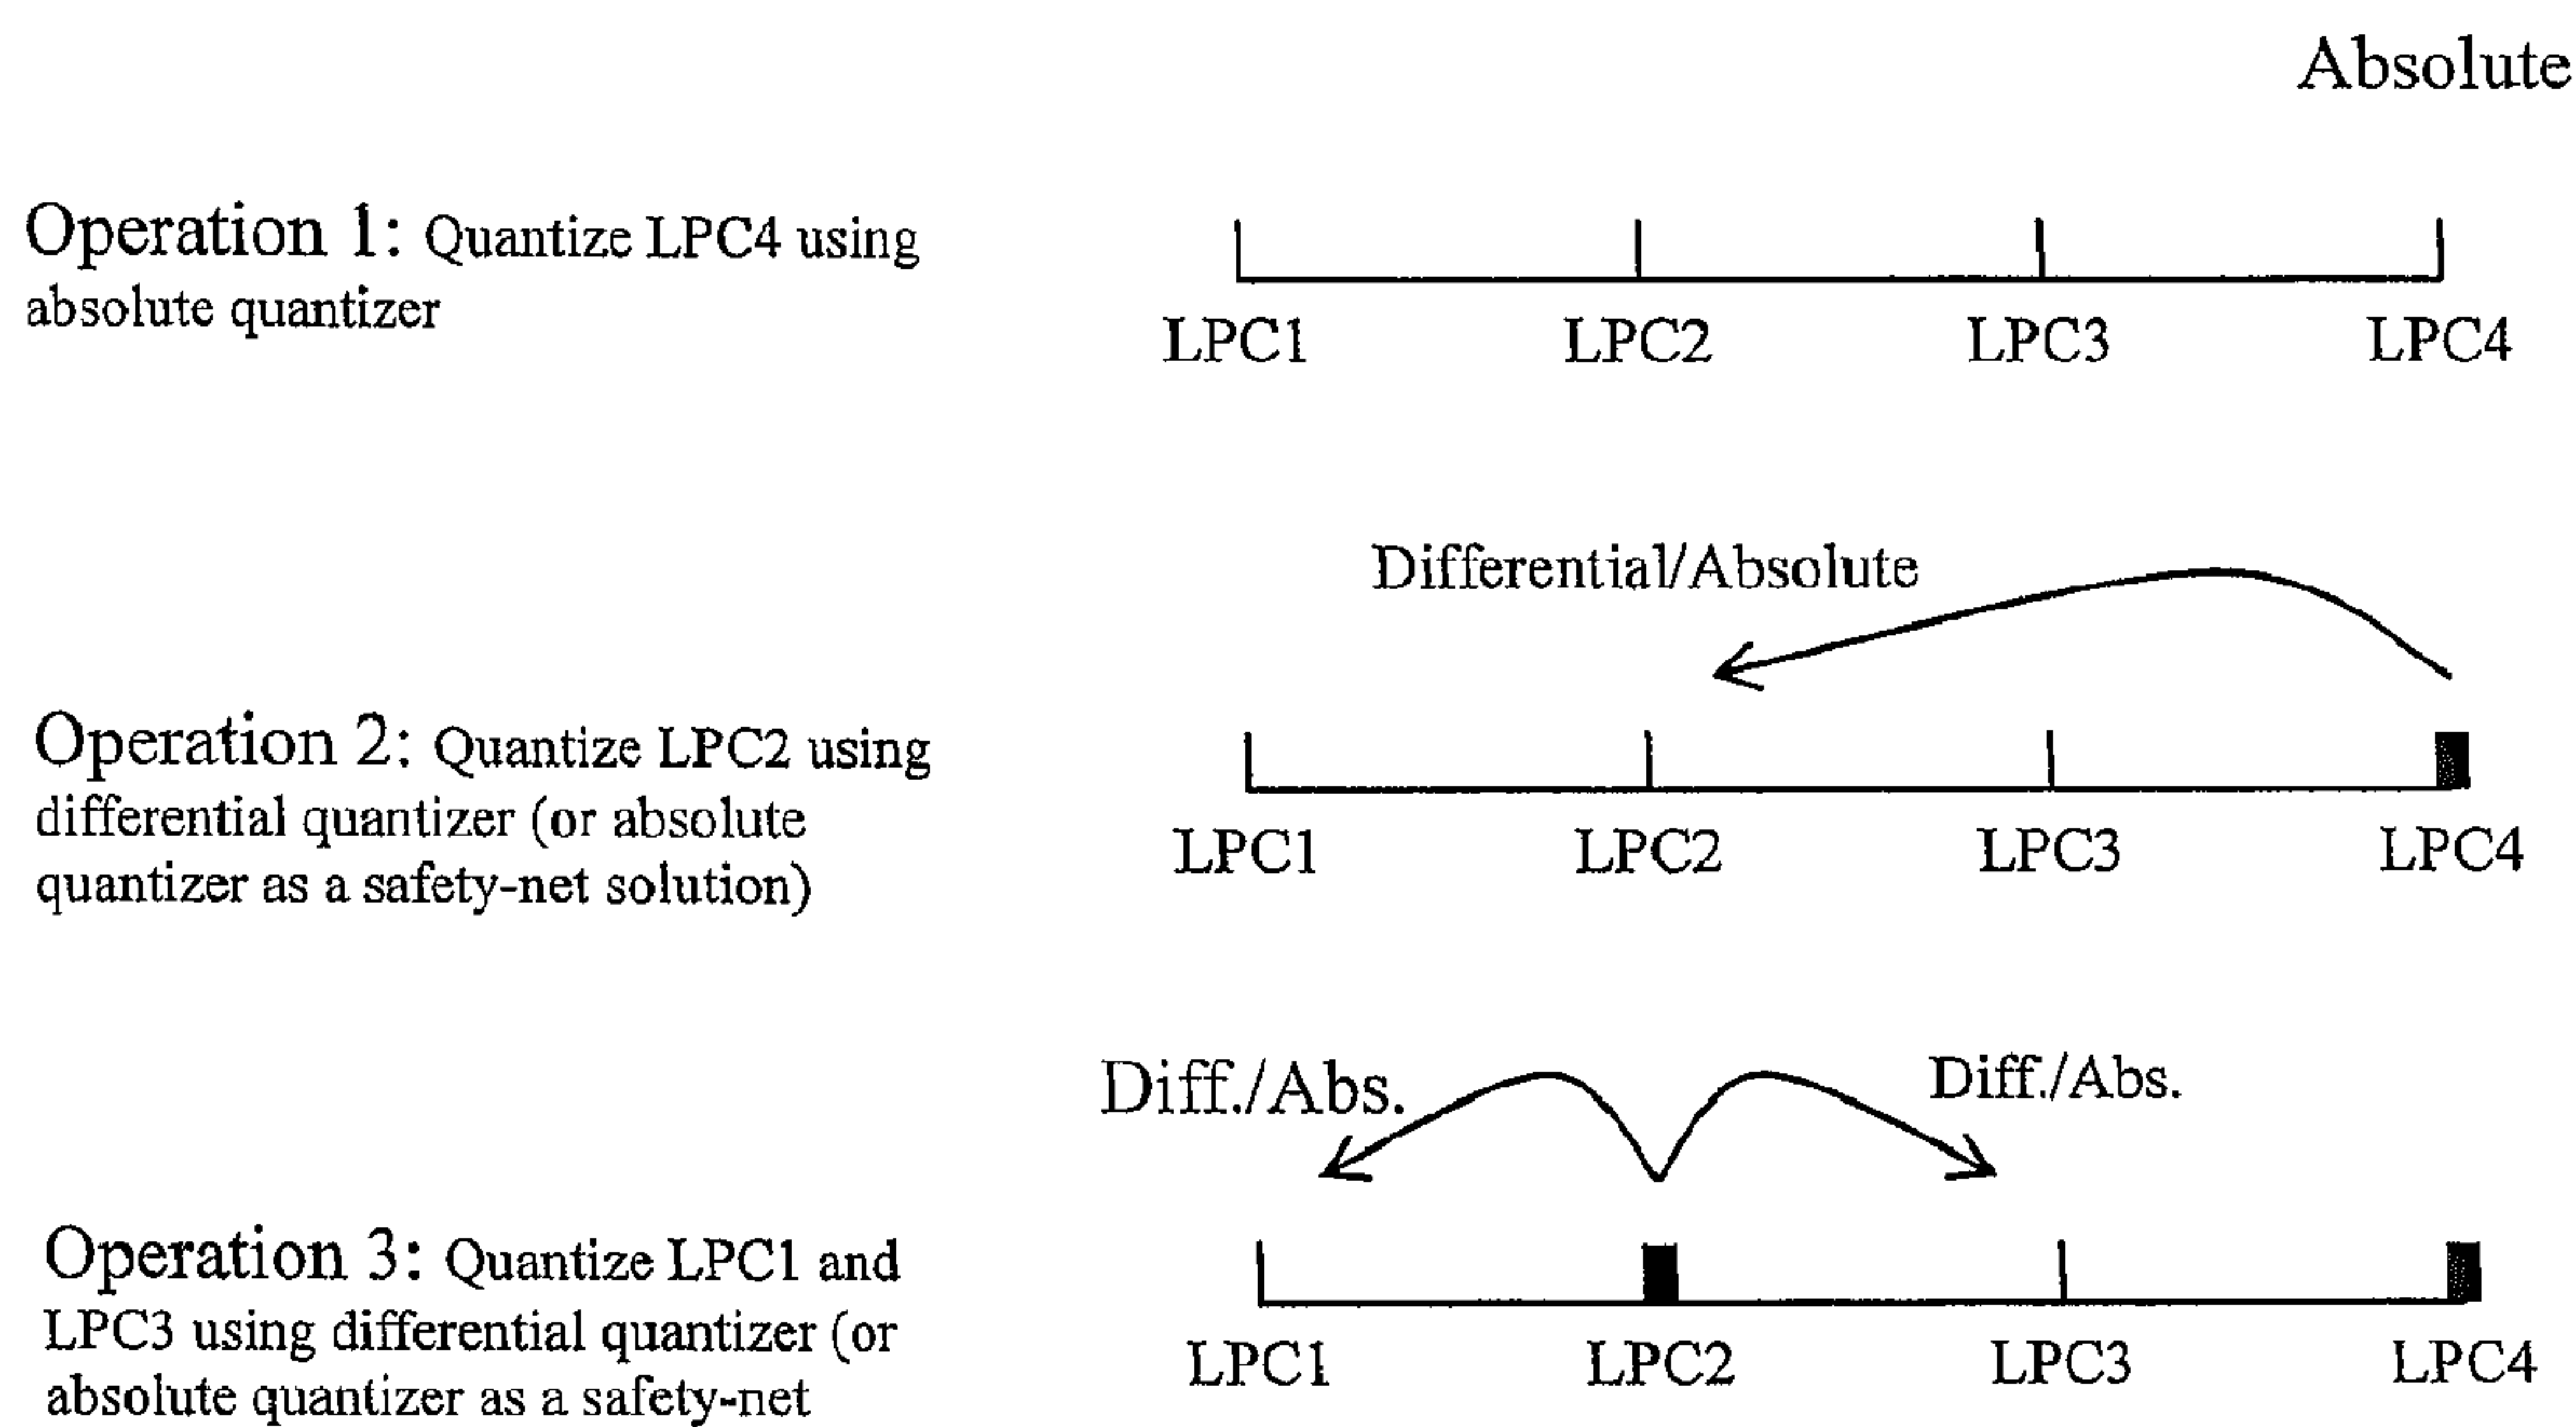 Absolute
Operation 1: Quantize LPC4 using
absolute quantizer
LPC1 LPC2 LPC3 LPC4
Differential/Absolute
Operation 2: Quantize LPC2 using
differential quantizer (or absolute
quantizer as a safety-net solution)
LPC1 LPC2 LPC3 LPC4
Diff./Abs. Diff./Abs.
Operation 3: Quantize LPC1 and
LPC3 using differential quantizer (or
absolute quantizer as a safety-net
LPC1 LPC2 LPC3 LPC4